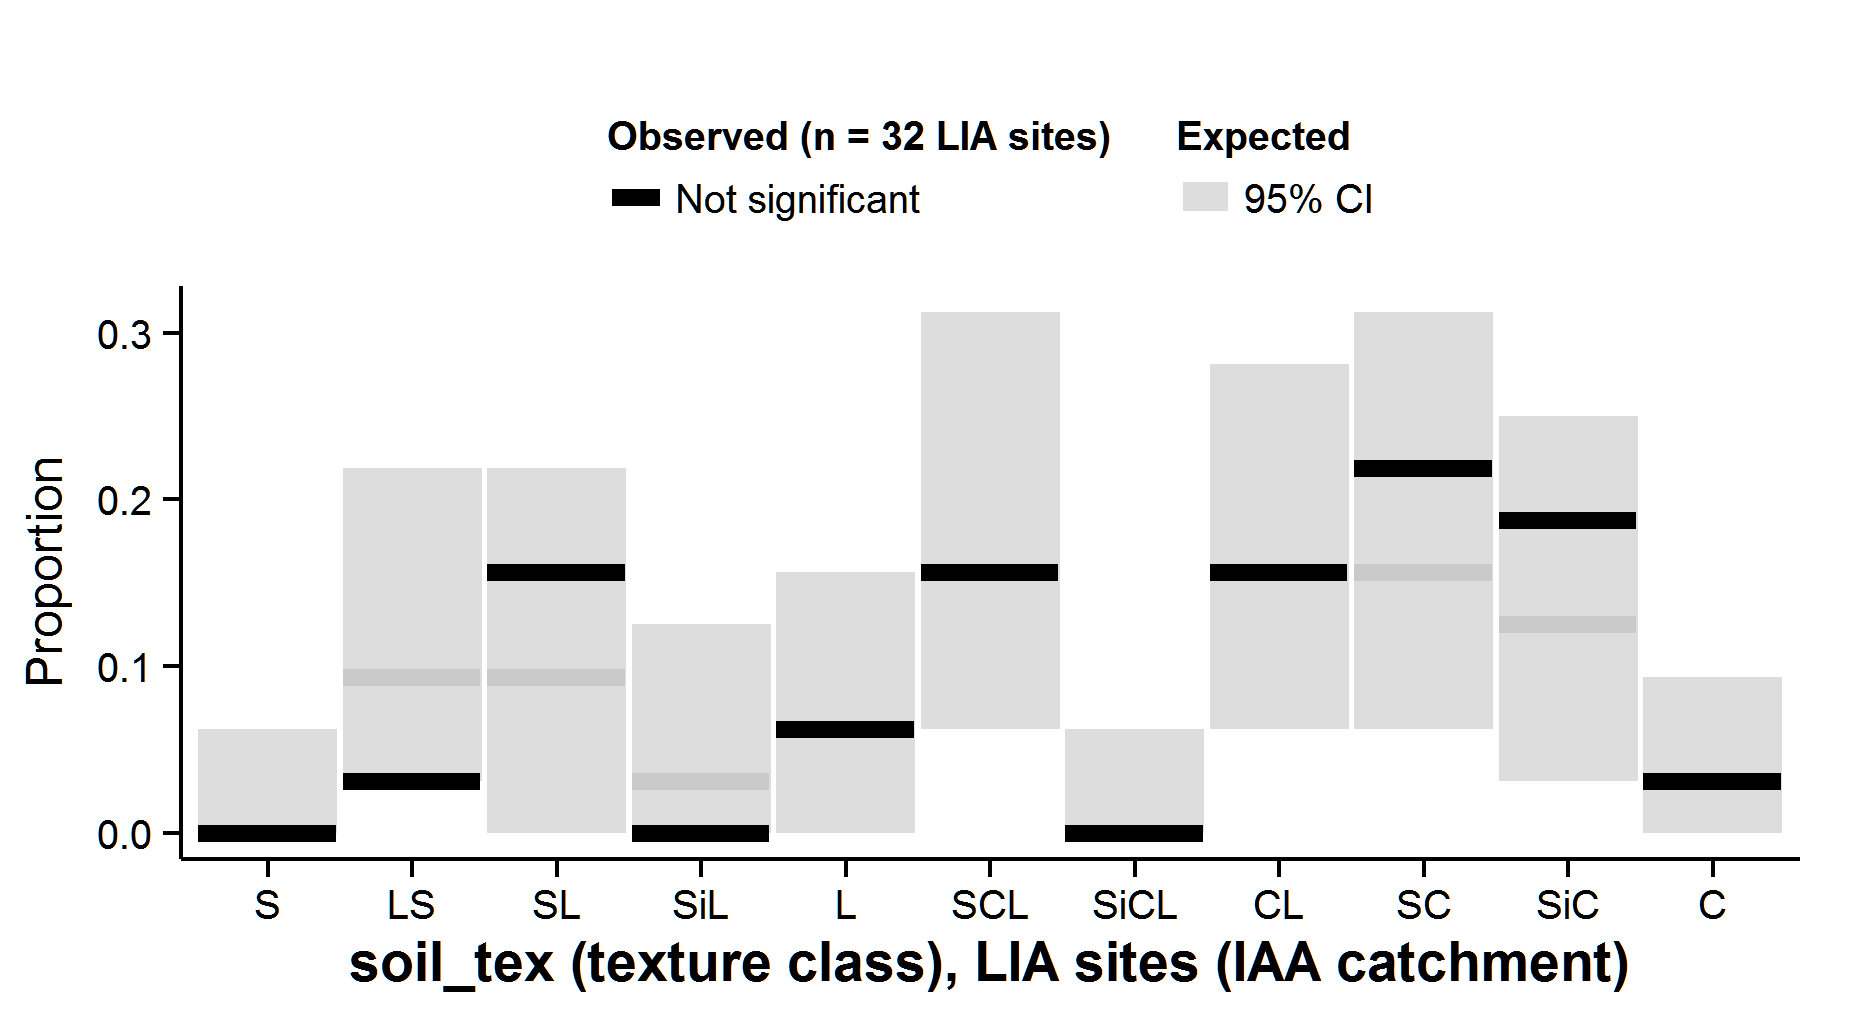 Observed (n = 32 LIA sites) Expected
Not significant 95% CI
0.3
0.2
0.1
0.0
Proportion
S LS SL SiL L SCL SiCL CL SC SiC C
soil_tex (texture class), LIA sites (IAA catchment)